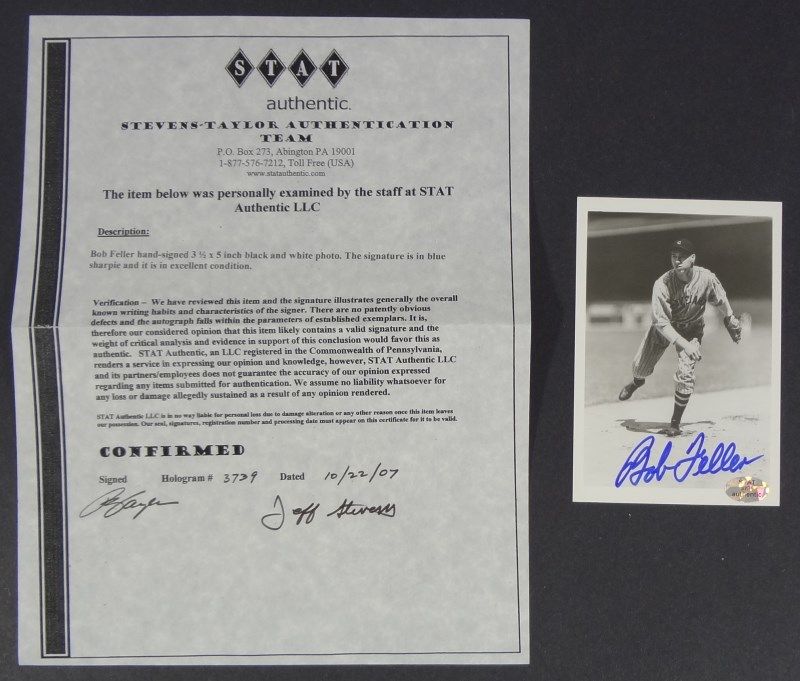 STAT
authentic.
STEVENS-TAYLOR AUTHENTICATION
TEAM
P.O. Box 273, Abington PA 19001
1-877-576-7212, Toll Free (USA)
www.statauthentic.com
The item below was personally examined by the staff at STAT
Authentic LLC
Description:
Bob Feller hand-signed 3 ½ x 5 inch black and white photo. The signature is in blue
sharpie and it is in excellent condition.
Verification – We have reviewed this item and the signature illustrates generally the overall
known writing habits and characteristics of the signer. There are no patently obvious
defects and the autograph falls within the parameters of established exemplars. It is,
therefore our considered opinion that this item likely contains a valid signature and the
weight of critical analysis and evidence in support of this conclusion would favor this as
authentic. STAT Authentic, an LLC registered in the Commonwealth of Pennsylvania,
renders a service in expressing our opinion and knowledge, however, STAT Authentic LLC
and its partners/employees does not guarantee the accuracy of our opinion expressed
regarding any items submitted for authentication. We assume no liability whatsoever for
any loss or damage allegedly sustained as a result of any opinion rendered.
STAT Authentic LLC is in no way liable for personal loss due to damage alteration or any other reason once this item leaves
our possession. Our seal, signatures, registration number and processing date must appear on this certificate for it to be valid.
CONFIRMED
Signed Hologram # 3739 Dated 10/22/07
Jeff Stevens
Bob Feller
STAT
authentic